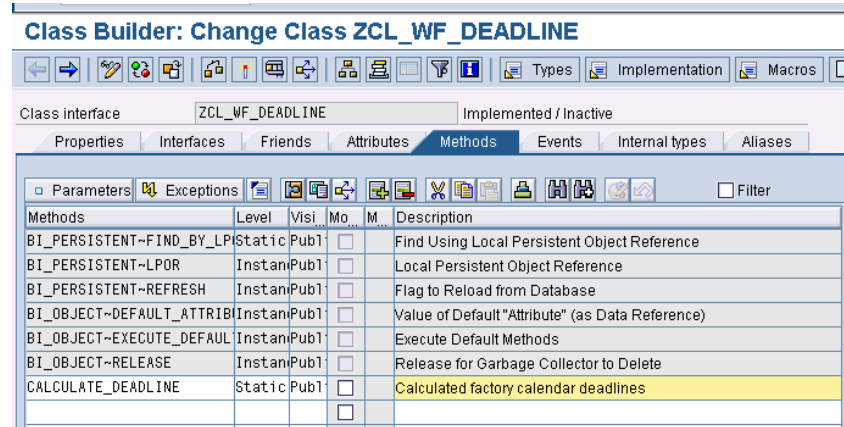 Class Builder: Change Class ZCL_WF_DEADLINE
Types Implementation Macros
Class interface ZCL_WF_DEADLINE Implemented / Inactive
Properties Interfaces Friends Attributes Methods Events Internal types Aliases
Parameters Exceptions Filter
Methods Level Visi Mo... M... Description
BI_PERSISTENT~FIND_BY_LP Static Publ Find Using Local Persistent Object Reference
BI_PERSISTENT~LPOR Instan Publ Local Persistent Object Reference
BI_PERSISTENT~REFRESH Instan Publ Flag to Reload from Database
BI_OBJECT~DEFAULT_ATTRIB Instan Publ Value of Default "Attribute" (as Data Reference)
BI_OBJECT~EXECUTE_DEFAUL Instan Publ Execute Default Methods
BI_OBJECT~RELEASE Instan Publ Release for Garbage Collector to Delete
CALCULATE_DEADLINE Static Publ Calculated factory calendar deadlines